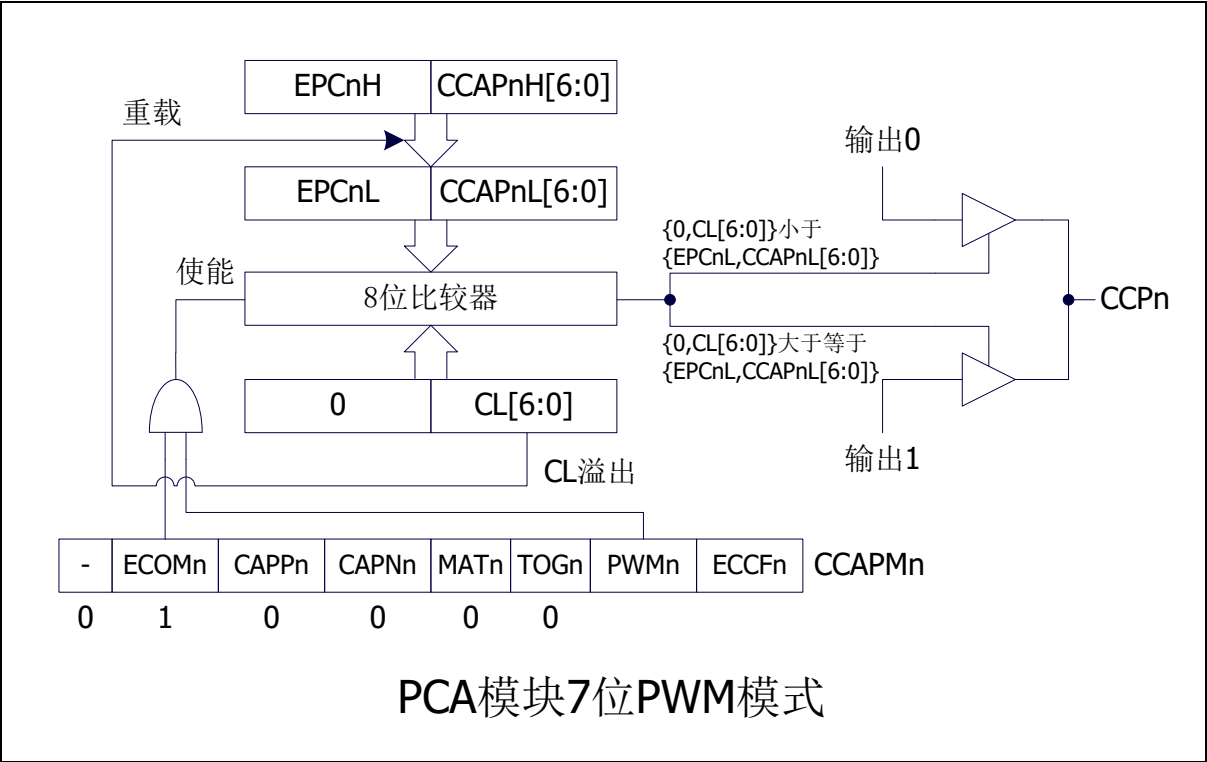 EPCnH CCAPnH[6:0]
重载
输出0
EPCnL CCAPnL[6:0]
{0,CL[6:0]}小于
{EPCnL,CCAPnL[6:0]}
使能
8位比较器
CCPn
{0,CL[6:0]}大于等于
{EPCnL,CCAPnL[6:0]}
0 CL[6:0]
输出1
CL溢出
- ECOMn CAPPn CAPNn MATn TOGn PWMn ECCFn CCAPMn
0 1 0 0 0 0
PCA模块7位PWM模式